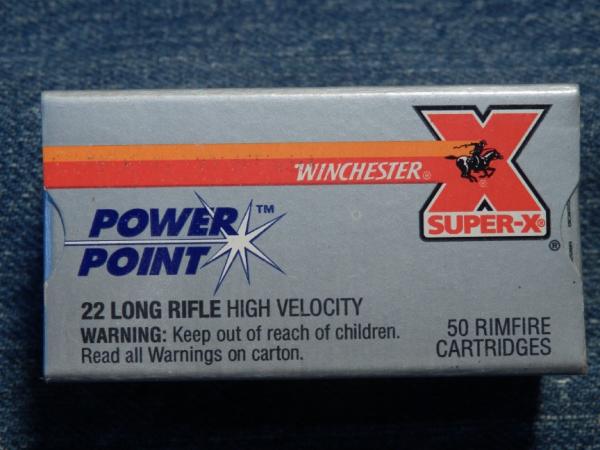 WINCHESTER®
X
SUPER-X®
®
POWER
POINT™
22 LONG RIFLE HIGH VELOCITY
WARNING: Keep out of reach of children.
Read all Warnings on carton.
50 RIMFIRE
CARTRIDGES